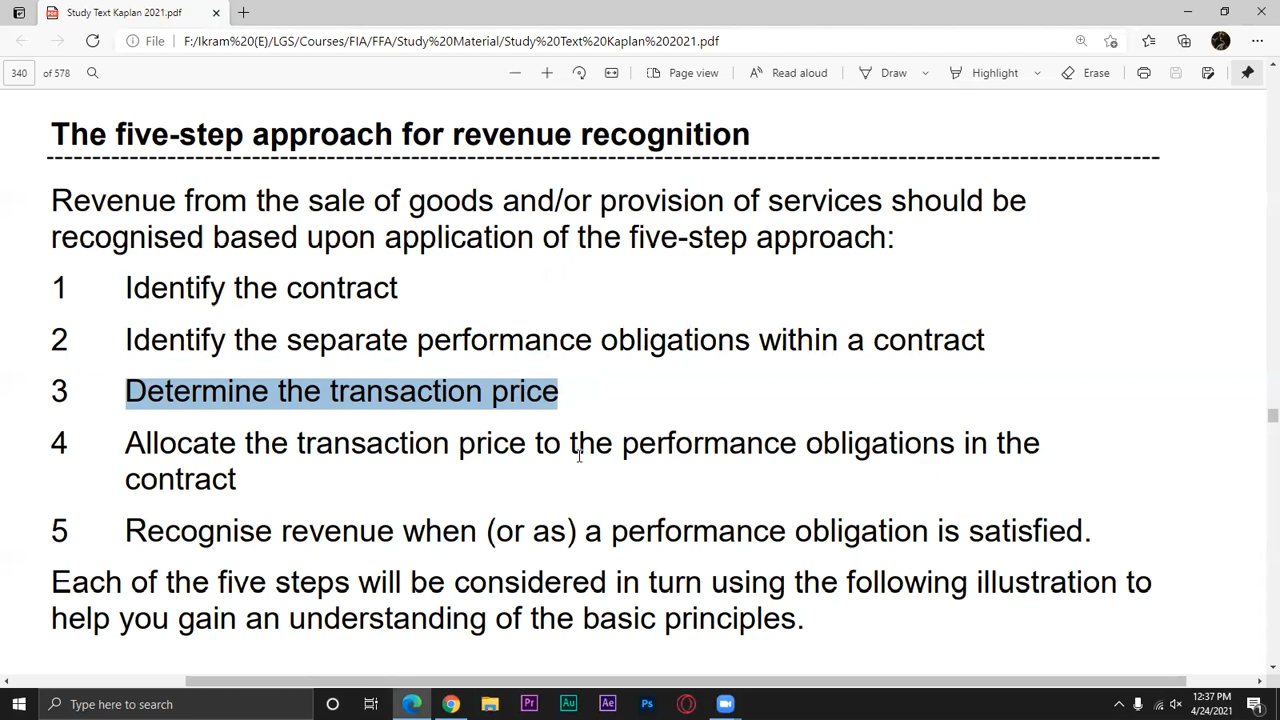 Study Text Kaplan 2021.pdf
File F:/Ikram%20(E)/LGS/Courses/FIA/FFA/Study%20Material/Study%20Text%20Kaplan%202021.pdf
340 of 578 Page view Read aloud Draw Highlight Erase
The five-step approach for revenue recognition
Revenue from the sale of goods and/or provision of services should be
recognised based upon application of the five-step approach:
1 Identify the contract
2 Identify the separate performance obligations within a contract
3 Determine the transaction price
4 Allocate the transaction price to the performance obligations in the
contract
5 Recognise revenue when (or as) a performance obligation is satisfied.
Each of the five steps will be considered in turn using the following illustration to
help you gain an understanding of the basic principles.
Type here to search
Pr Au Ae Ps
12:37 PM
4/24/2021
1